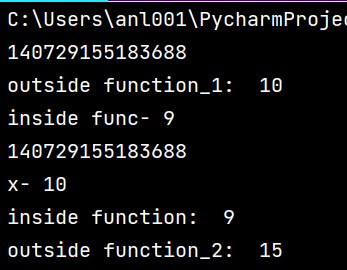 C:\Users\anl001\PycharmProjec
140729155183688
outside function_1:  10
inside func- 9
140729155183688
x- 10
inside function:  9
outside function_2:  15